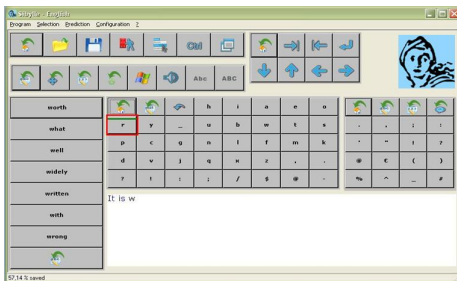 Sibylle - English
Program Selection Prediction Configuration ?
Ctrl
Abc ABC
worth
what
well
widely
written
with
wrong
h i a e o
r y _ u b w t s
p c g n l f m k
d v j q x z , .
? ! : ; / $ @ -
. , ; :
' " ! ?
@ € ( )
% ^ _ #
It is w
57,14 % saved